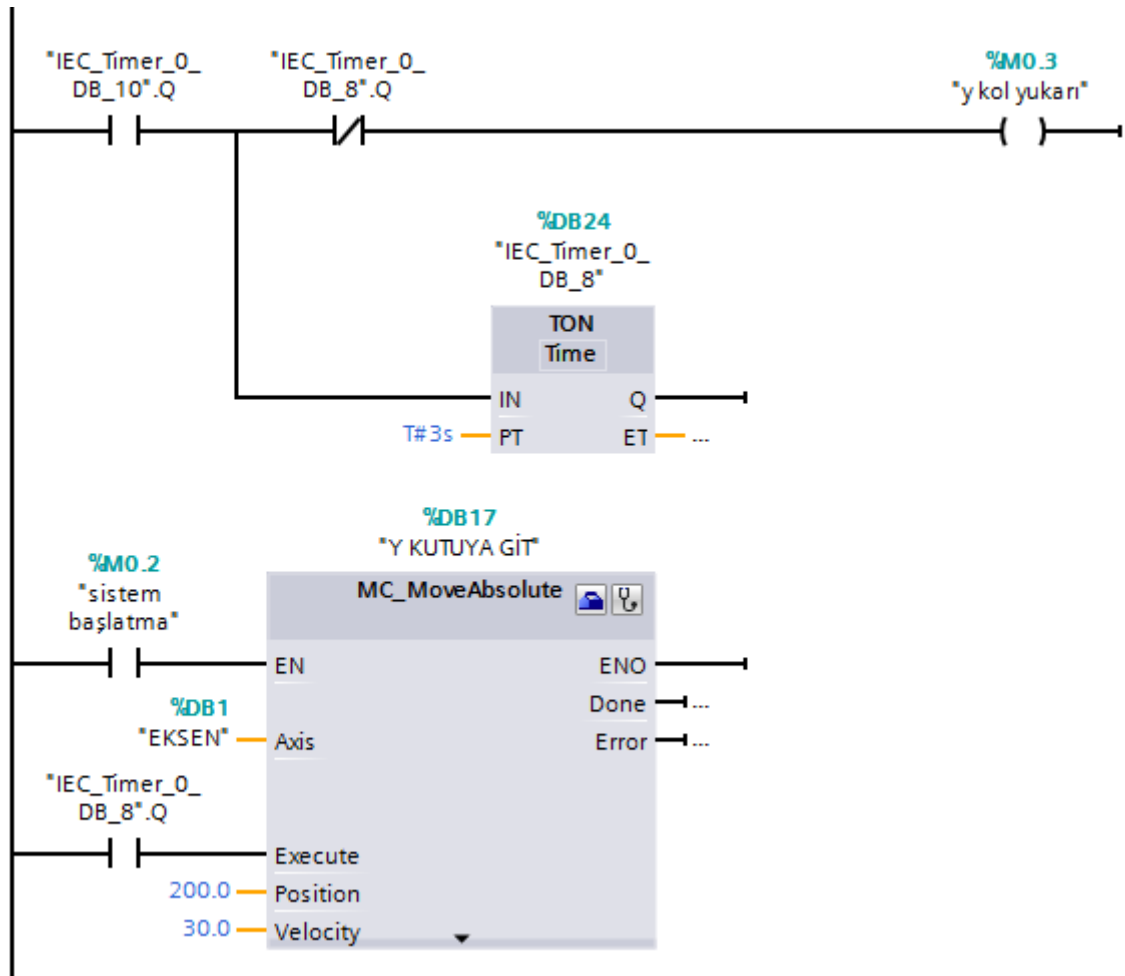 "IEC_Timer_0_
DB_10".Q
"IEC_Timer_0_
DB_8".Q
%M0.3
"y kol yukarı"
%DB24
"IEC_Timer_0_
DB_8"
TON
Time
IN
Q
T#3s
PT
ET
...
%DB17
"Y KUTUYA GİT"
%M0.2
"sistem
başlatma"
MC_MoveAbsolute
EN
ENO
Done
...
%DB1
"EKSEN"
Axis
Error
...
"IEC_Timer_0_
DB_8".Q
Execute
200.0
Position
30.0
Velocity